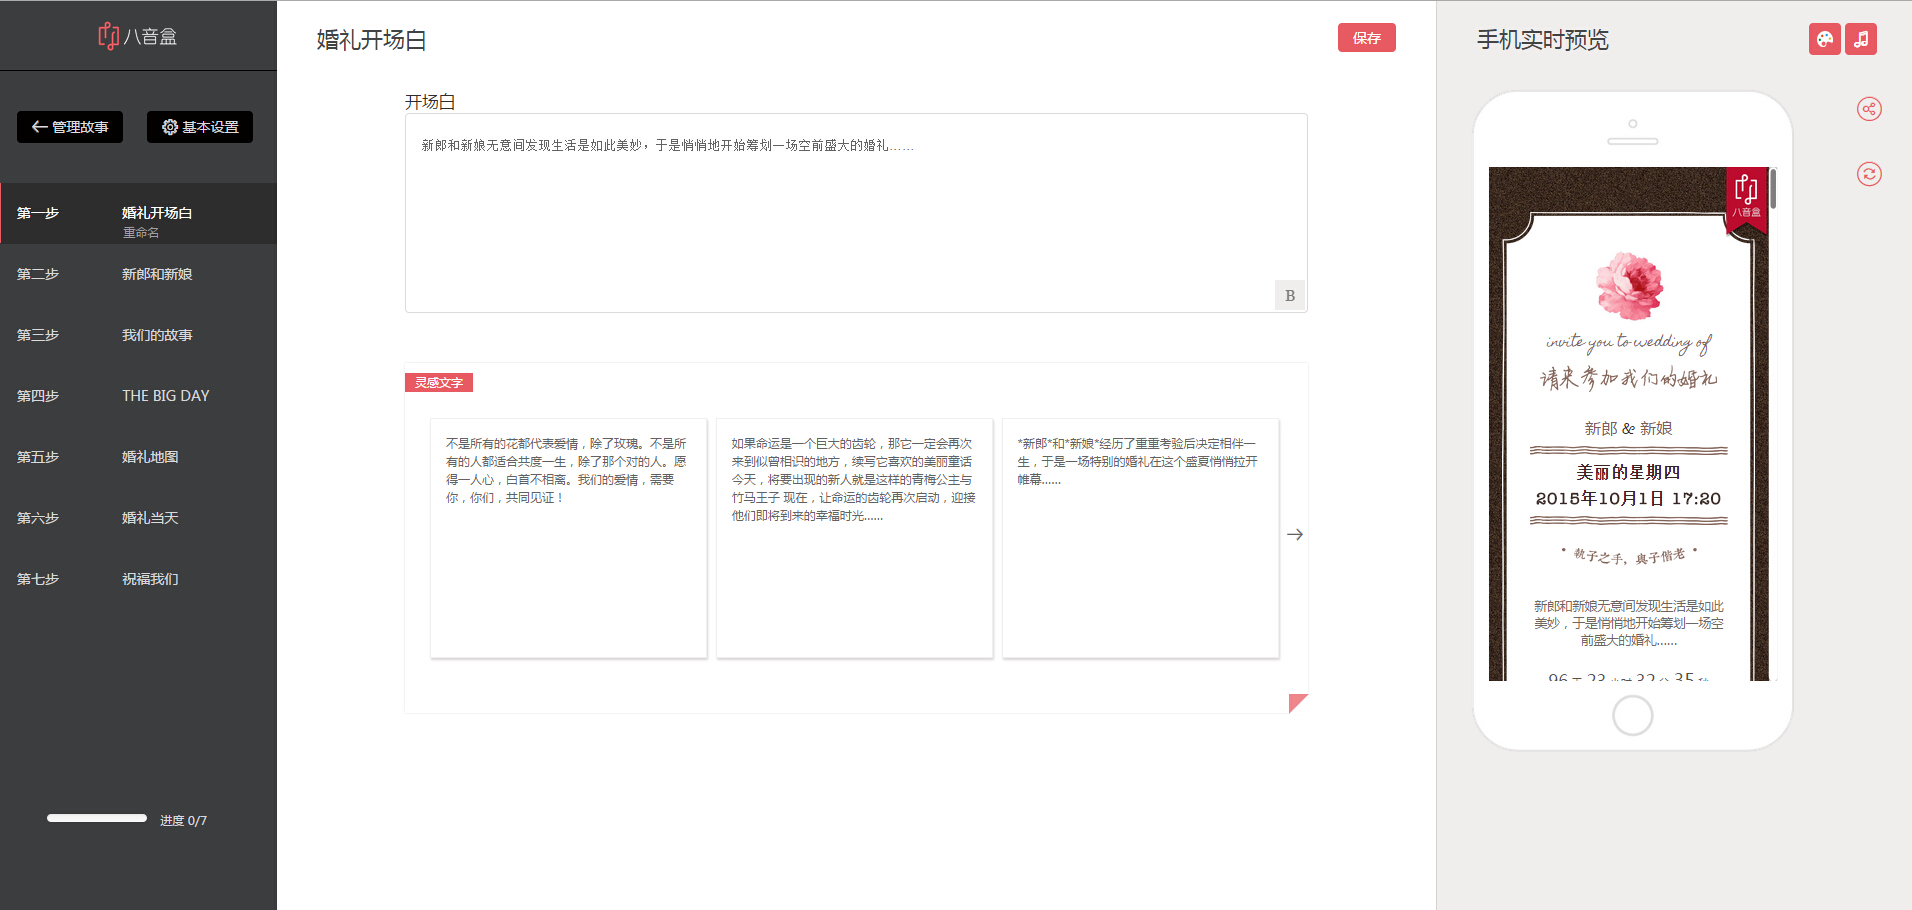 八音盒
管理故事
基本设置
第一步 婚礼开场白
重命名
第二步 新郎和新娘
第三步 我们的故事
第四步 THE BIG DAY
第五步 婚礼地图
第六步 婚礼当天
第七步 祝福我们
进度 0/7
婚礼开场白
保存
开场白
新郎和新娘无意间发现生活是如此美妙，于是悄悄地开始筹划一场空前盛大的婚礼……
B
灵感文字
不是所有的花都代表爱情，除了玫瑰。不是所
有的人都适合共度一生，除了那个对的人。愿
得一人心，白首不相离。我们的爱情，需要
你，你们，共同见证！
如果命运是一个巨大的齿轮，那它一定会再次
来到似曾相识的地方，续写它喜欢的美丽童话
今天，将要出现的新人就是这样的青梅公主与
竹马王子 现在，让命运的齿轮再次启动，迎接
他们即将到来的幸福时光……
*新郎*和*新娘*经历了重重考验后决定相伴一
生，于是一场特别的婚礼在这个盛夏悄悄拉开
帷幕……
手机实时预览
八音盒
invite you to wedding of
请来参加我们的婚礼
新郎 & 新娘
美丽的星期四
2015年10月1日 17:20
• 执子之手，与子偕老 •
新郎和新娘无意间发现生活是如此
美妙，于是悄悄地开始筹划一场空
前盛大的婚礼……
96 天 23 小时 32 分 35 秒